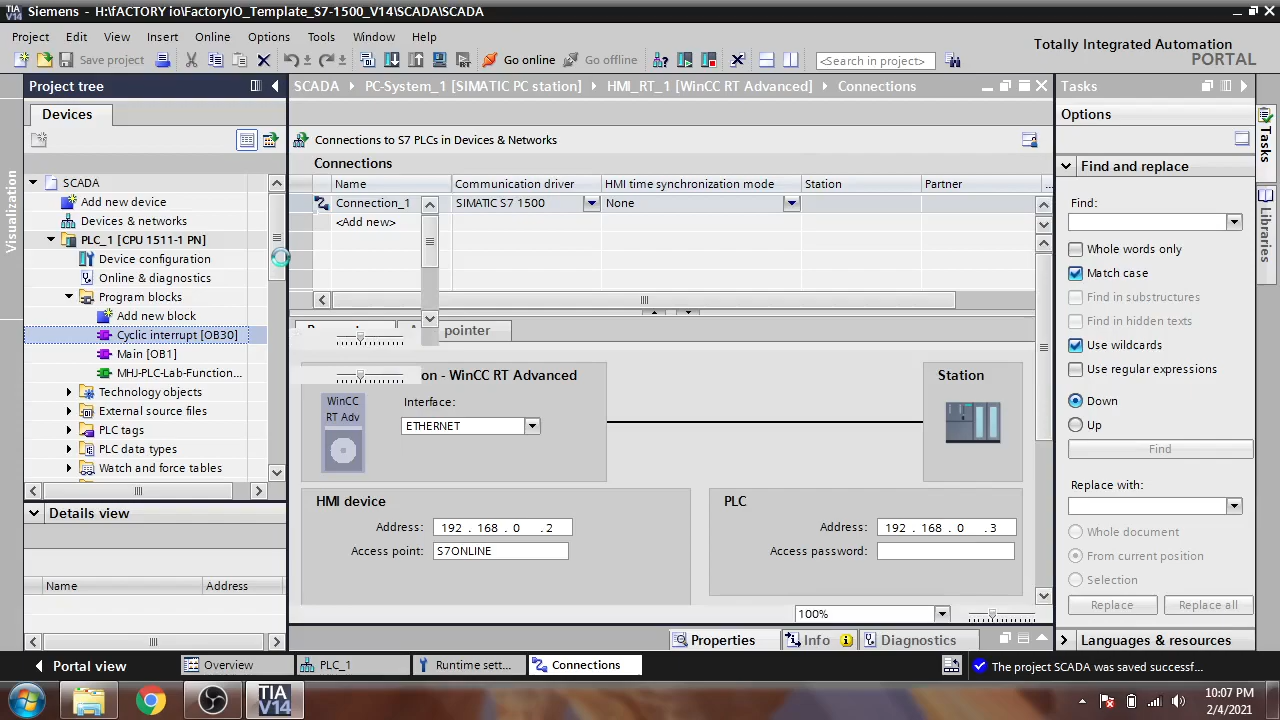 TIA V14 Siemens - H:\fACTORY io\FactoryIO_Template_S7-1500_V14\SCADA\SCADA
Project Edit View Insert Online Options Tools Window Help
Totally Integrated Automation
PORTAL
Save project Go online Go offline <Search in project>
Project tree
SCADA PC-System_1 [SIMATIC PC station] HMI_RT_1 [WinCC RT Advanced] Connections
Tasks
Devices
Options
Visualization
SCADA
Add new device
Devices & networks
PLC_1 [CPU 1511-1 PN]
Device configuration
Online & diagnostics
Program blocks
Add new block
Cyclic interrupt [OB30]
Main [OB1]
MHJ-PLC-Lab-Function...
Technology objects
External source files
PLC tags
PLC data types
Watch and force tables
Details view
Name Address
Connections to S7 PLCs in Devices & Networks
Connections
Name Communication driver HMI time synchronization mode Station Partner ...
Connection_1 SIMATIC S7 1500 None
<Add new>
pointer
on - WinCC RT Advanced
Station
WinCC
RT Adv
Interface:
ETHERNET
HMI device
Address: 192 . 168 . 0 . 2
Access point: S7ONLINE
PLC
Address: 192 . 168 . 0 . 3
Access password:
100%
Properties Info Diagnostics
Find and replace
Find:
Whole words only
Match case
Find in substructures
Find in hidden texts
Use wildcards
Use regular expressions
Down
Up
Find
Replace with:
Whole document
From current position
Selection
Replace Replace all
Languages & resources
Tasks
Libraries
Portal view Overview PLC_1 Runtime sett... Connections The project SCADA was saved successf...
TIA
V14
10:07 PM
2/4/2021